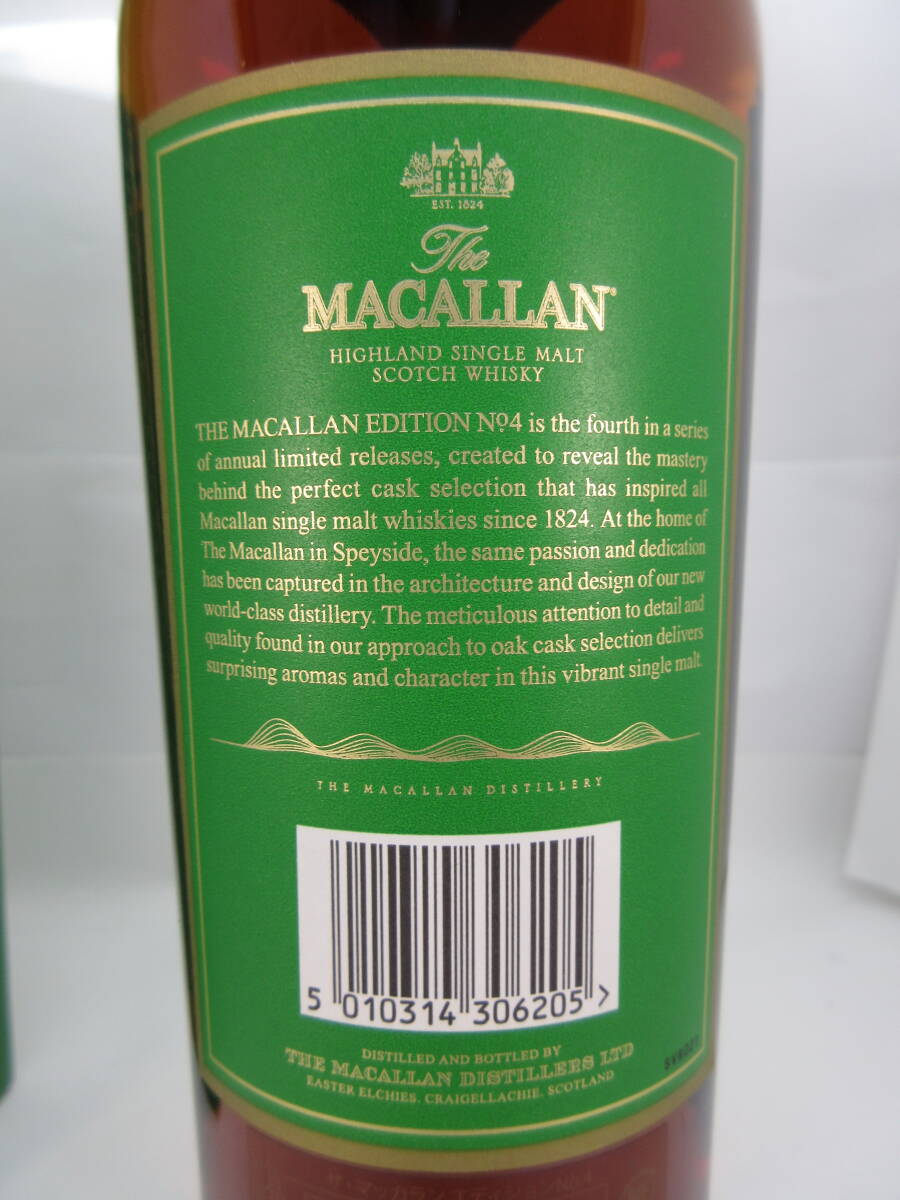 EST. 1824
The
MACALLAN
HIGHLAND SINGLE MALT
SCOTCH WHISKY
THE MACALLAN EDITION Nº4 is the fourth in a series
of annual limited releases, created to reveal the mastery
behind the perfect cask selection that has inspired all
Macallan single malt whiskies since 1824. At the home of
The Macallan in Speyside, the same passion and dedication
has been captured in the architecture and design of our new
world-class distillery. The meticulous attention to detail and
quality found in our approach to oak cask selection delivers
surprising aromas and character in this vibrant single malt.
THE MACALLAN DISTILLERY
5 010314 306205 >
DISTILLED AND BOTTLED BY
THE MACALLAN DISTILLERS LTD
EASTER ELCHIES, CRAIGELLACHIE, SCOTLAND